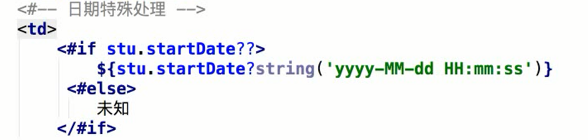 <#-- 日期特殊处理 -->
<td>
<#if stu.startDate??>
${stu.startDate?string('yyyy-MM-dd HH:mm:ss')}
<#else>
未知
</#if>